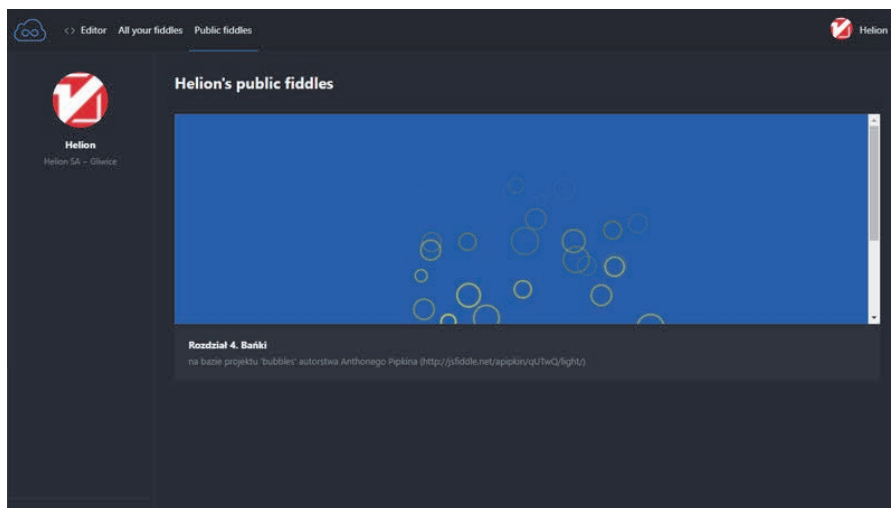 <> Editor All your fiddles Public fiddles Helion
Helion's public fiddles
Helion
Helion SA – Gliwice
Rozdział 4. Bańki
na bazie projektu 'bubbles' autorstwa Anthonego Pipkina (http://jsfiddle.net/apipkin/qUTwQ/light/)